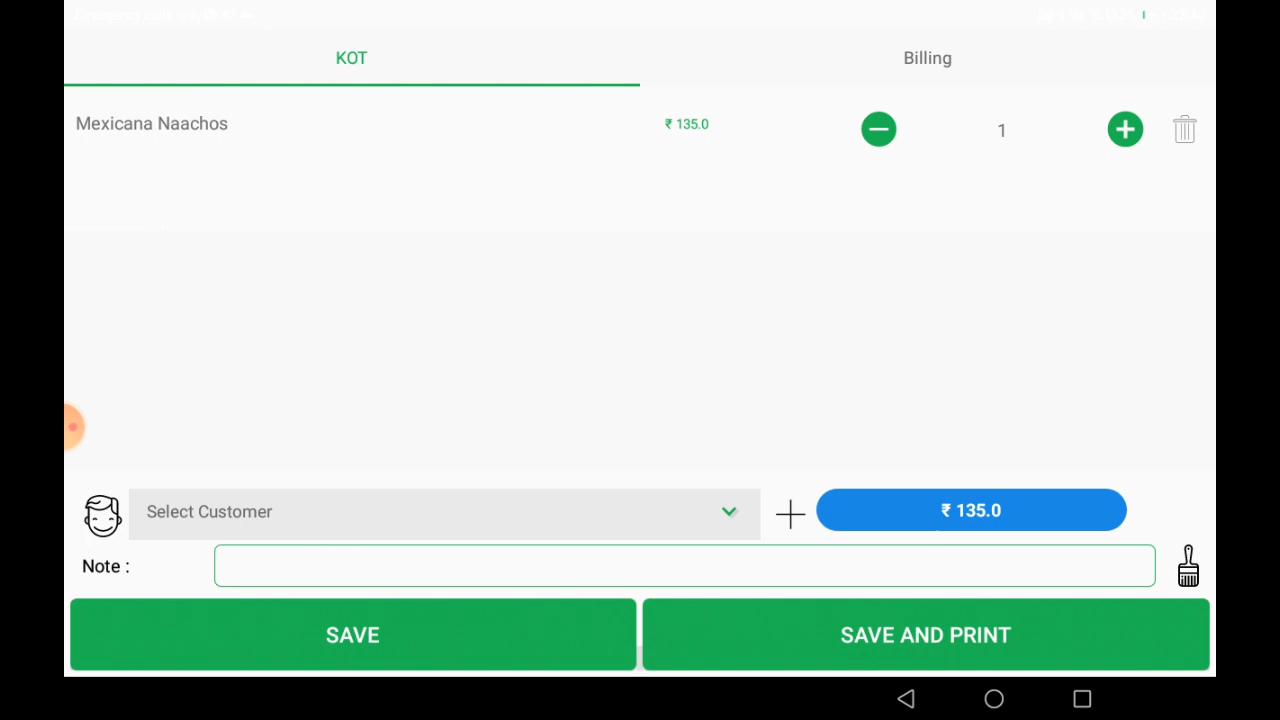 KOT
Billing
Mexicana Naachos
₹ 135.0
1
Select Customer
₹ 135.0
Note :
SAVE
SAVE AND PRINT